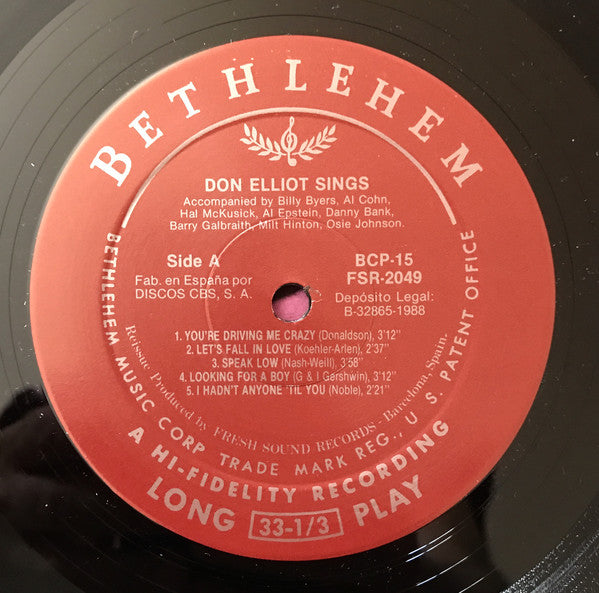 BETHLEHEM
DON ELLIOT SINGS
Accompanied by Billy Byers, Al Cohn,
Hal McKusick, Al Epstein, Danny Bank,
Barry Galbraith, Milt Hinton, Osie Johnson.
Side A
Fab. en España por
DISCOS CBS, S. A.
BCP-15
FSR-2049
Depósito Legal:
B-32865-1988
1. YOU'RE DRIVING ME CRAZY (Donaldson), 3'12"
2. LET'S FALL IN LOVE (Koehler-Arlen), 2'37"
3. SPEAK LOW (Nash-Weill), 3'58"
4. LOOKING FOR A BOY (G & I Gershwin), 3'12"
5. I HADN'T ANYONE 'TIL YOU (Noble), 2'21"
Reissue Produced by FRESH SOUND RECORDS - Barcelona, Spain.
BETHLEHEM MUSIC CORP TRADE MARK REG., U. S. PATENT OFFICE
A HI-FIDELITY RECORDING
LONG 33-1/3 PLAY